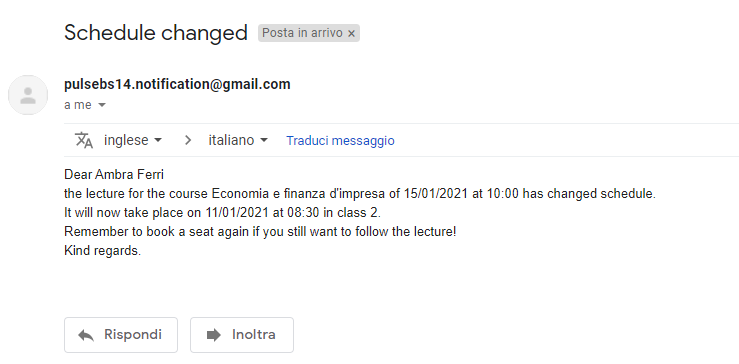 Schedule changed Posta in arrivo x
pulsebs14.notification@gmail.com
a me
inglese italiano Traduci messaggio
Dear Ambra Ferri
the lecture for the course Economia e finanza d'impresa of 15/01/2021 at 10:00 has changed schedule.
It will now take place on 11/01/2021 at 08:30 in class 2.
Remember to book a seat again if you still want to follow the lecture!
Kind regards.
Rispondi Inoltra